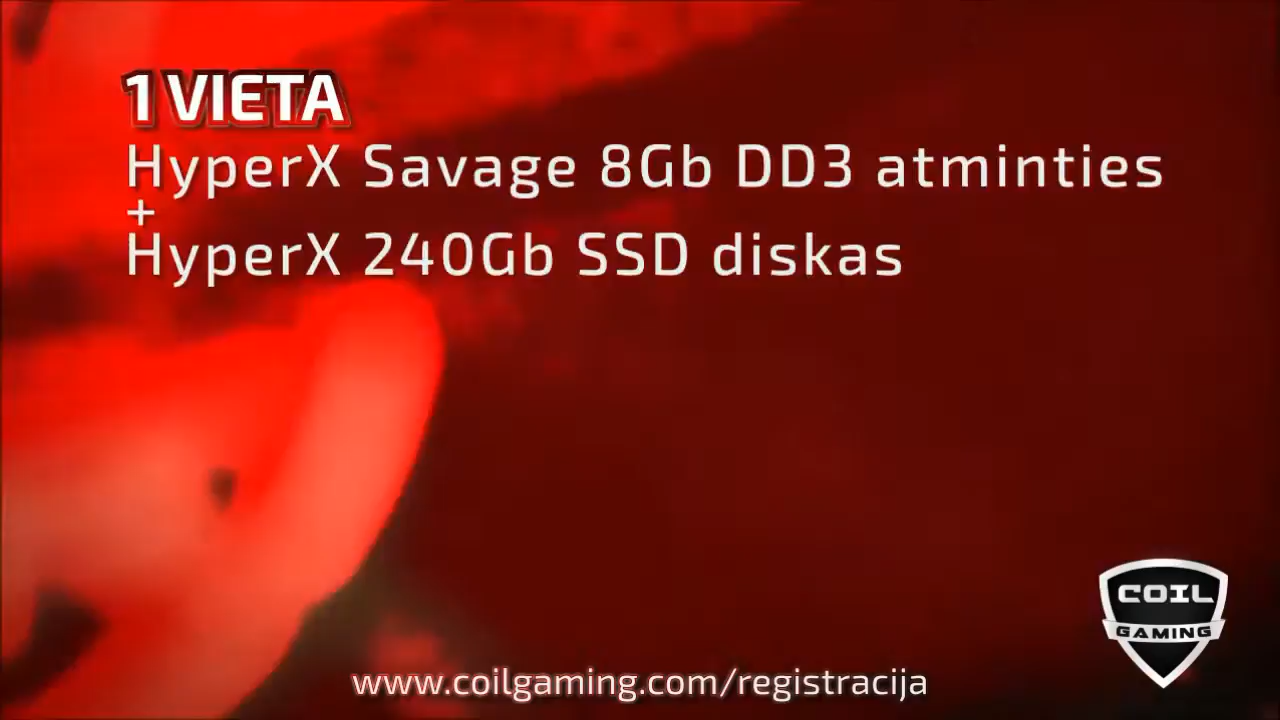 1 VIETA
HyperX Savage 8Gb DD3 atminties
+
HyperX 240Gb SSD diskas
COIL
GAMING
www.coilgaming.com/registracija